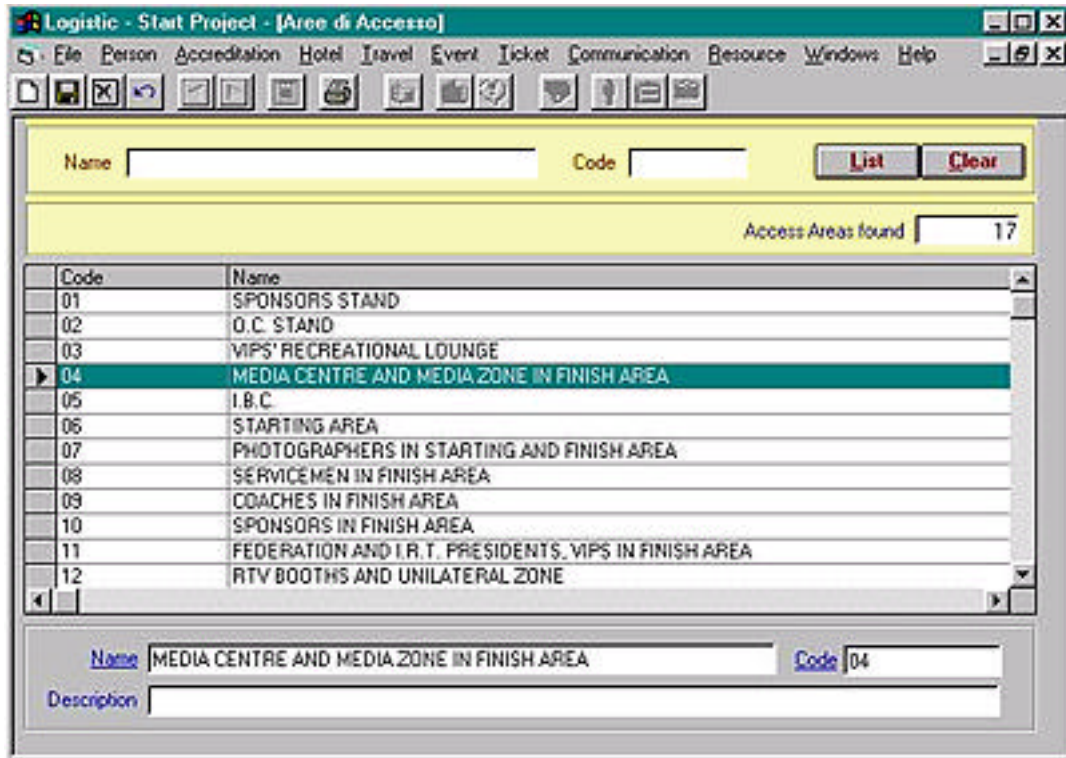 Logistic - Start Project - [Aree di Accesso]
File Person Accreditation Hotel Travel Event Ticket Communication Resource Windows Help
Name Code List Clear
Access Areas found 17
Code Name
01 SPONSORS STAND
02 O.C. STAND
03 VIPS' RECREATIONAL LOUNGE
04 MEDIA CENTRE AND MEDIA ZONE IN FINISH AREA
05 I.B.C.
06 STARTING AREA
07 PHOTOGRAPHERS IN STARTING AND FINISH AREA
08 SERVICEMEN IN FINISH AREA
09 COACHES IN FINISH AREA
10 SPONSORS IN FINISH AREA
11 FEDERATION AND I.R.T. PRESIDENTS, VIPS IN FINISH AREA
12 RTV BOOTHS AND UNILATERAL ZONE
Name MEDIA CENTRE AND MEDIA ZONE IN FINISH AREA Code 04
Description